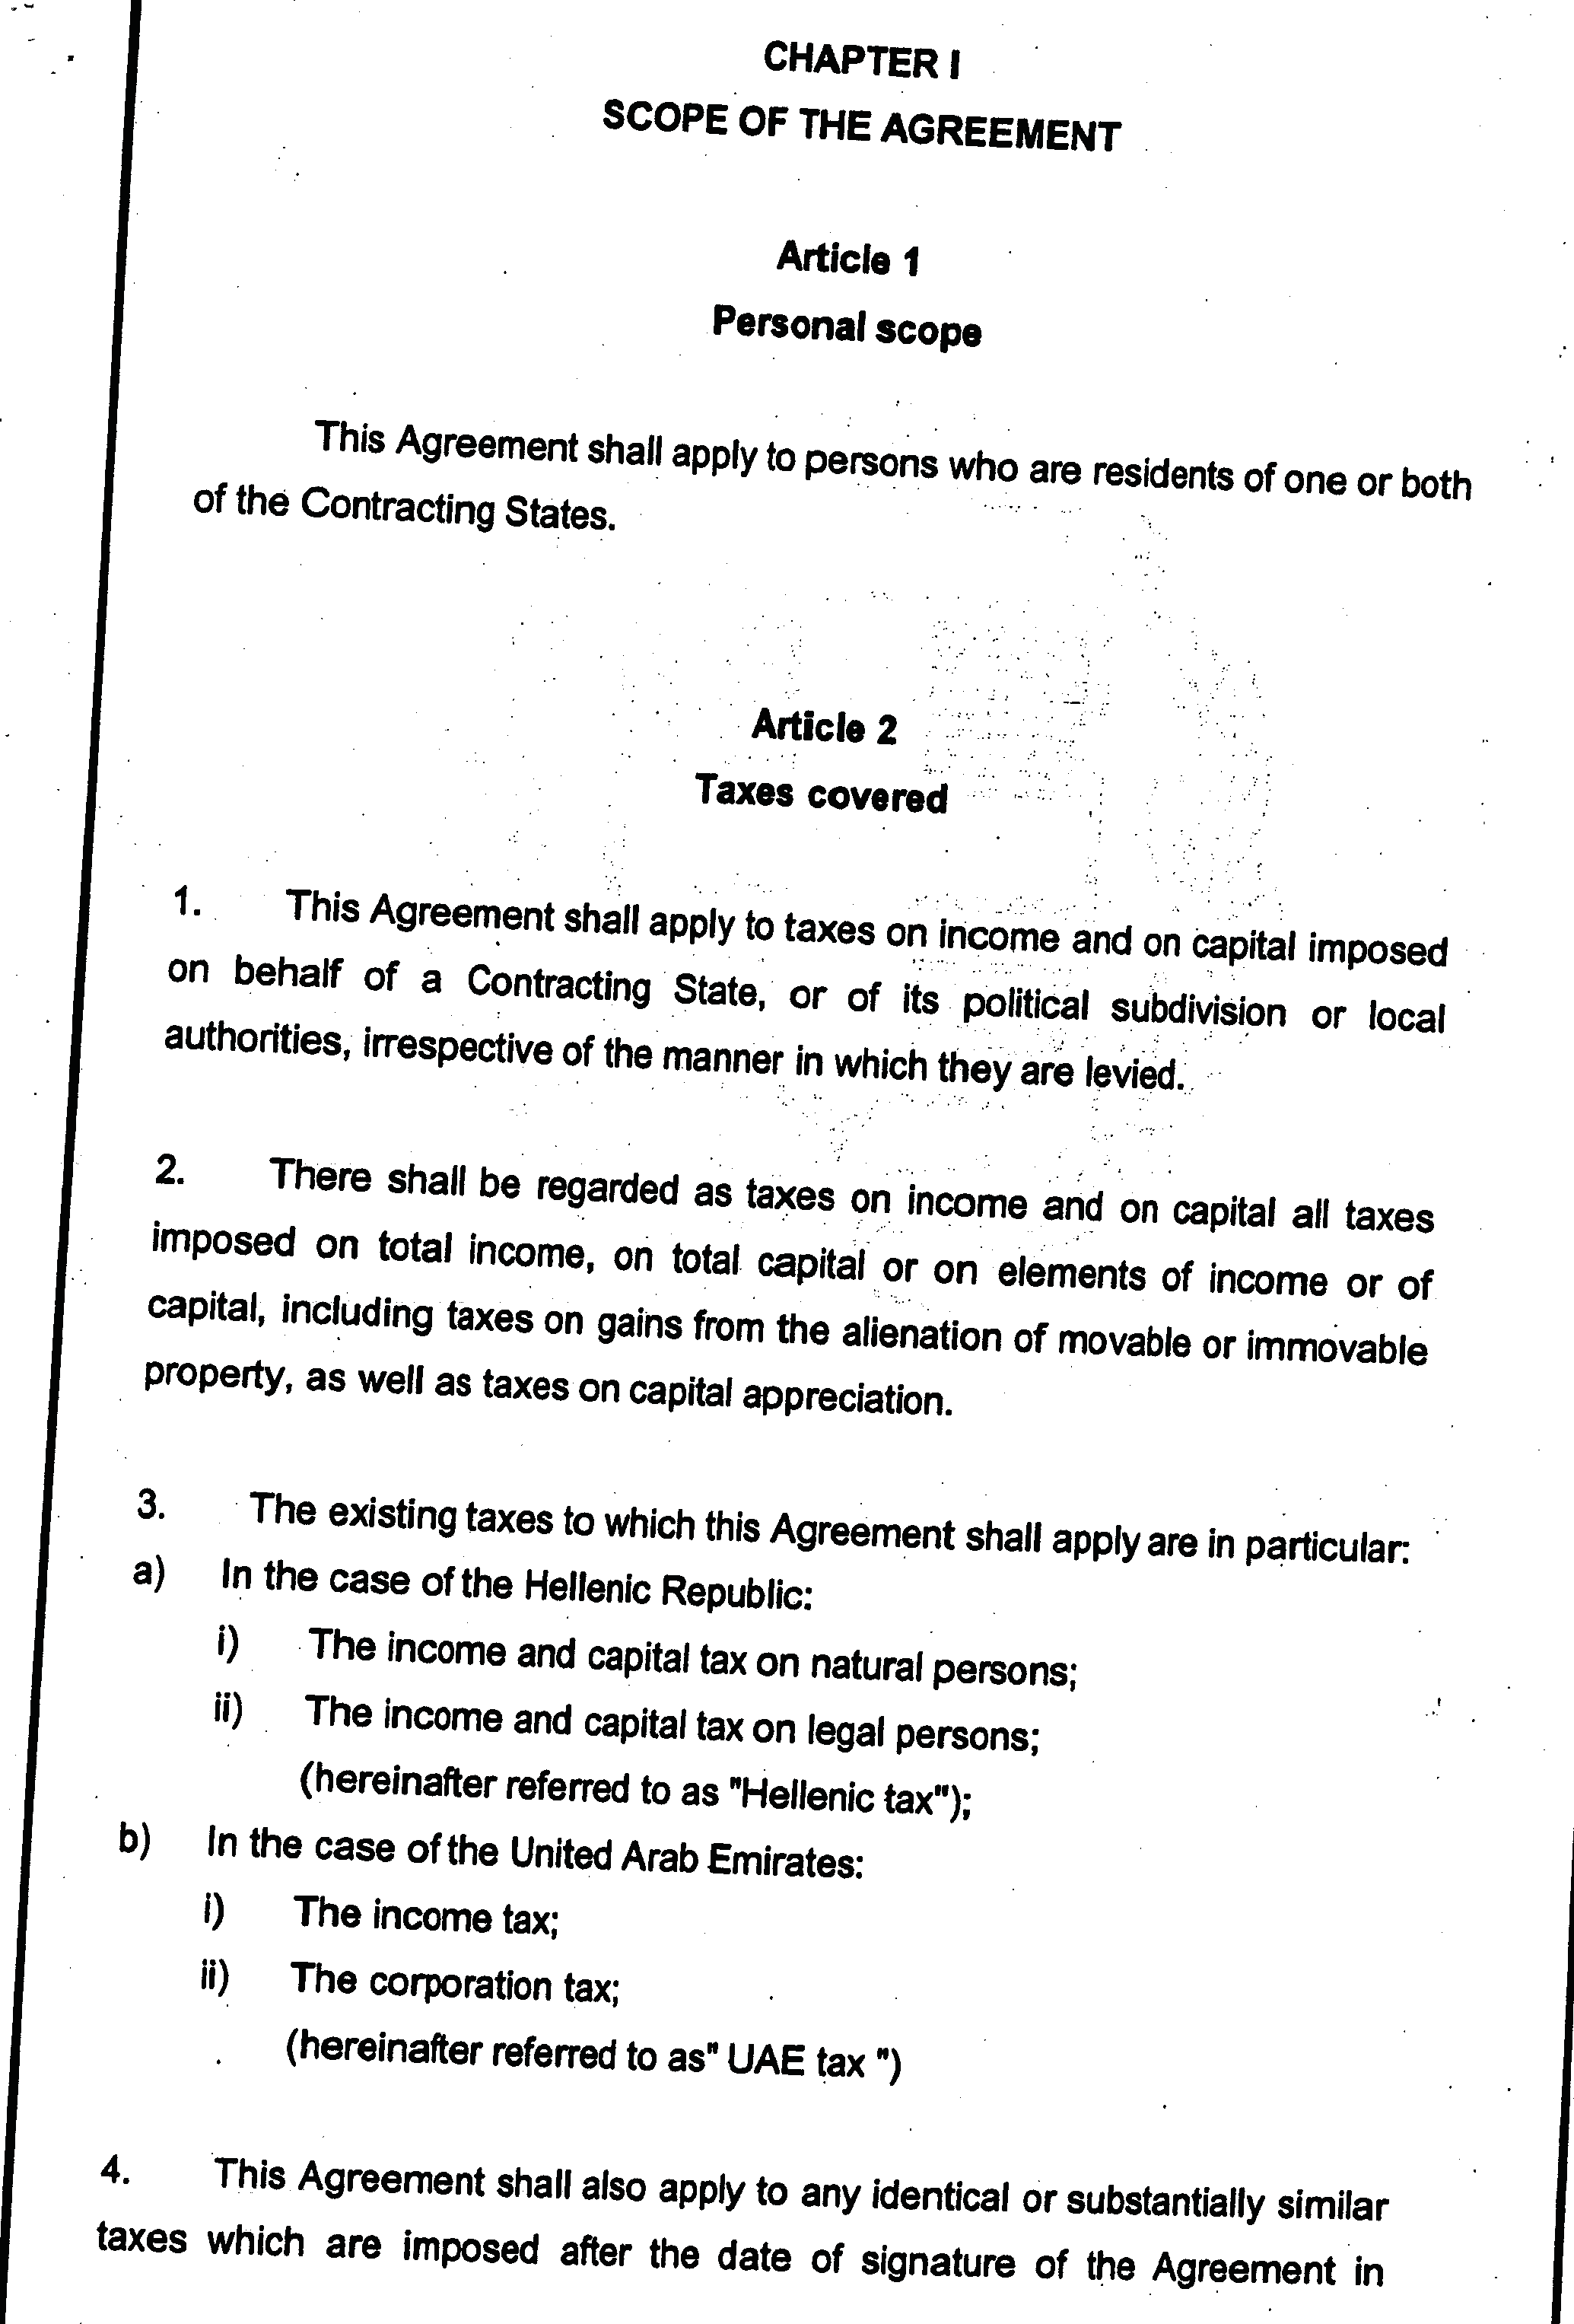 CHAPTER I
SCOPE OF THE AGREEMENT
Article 1
Personal scope
This Agreement shall apply to persons who are residents of one or both
of the Contracting States.
Article 2
Taxes covered
1. This Agreement shall apply to taxes on income and on capital imposed
on behalf of a Contracting State, or of its political subdivision or local
authorities, irrespective of the manner in which they are levied.
2. There shall be regarded as taxes on income and on capital all taxes
imposed on total income, on total capital or on elements of income or of
capital, including taxes on gains from the alienation of movable or immovable
property, as well as taxes on capital appreciation.
3. The existing taxes to which this Agreement shall apply are in particular:
a) In the case of the Hellenic Republic:
i) The income and capital tax on natural persons;
ii) The income and capital tax on legal persons;
(hereinafter referred to as "Hellenic tax");
b) In the case of the United Arab Emirates:
i) The income tax;
ii) The corporation tax;
(hereinafter referred to as" UAE tax ")
4. This Agreement shall also apply to any identical or substantially similar
taxes which are imposed after the date of signature of the Agreement in